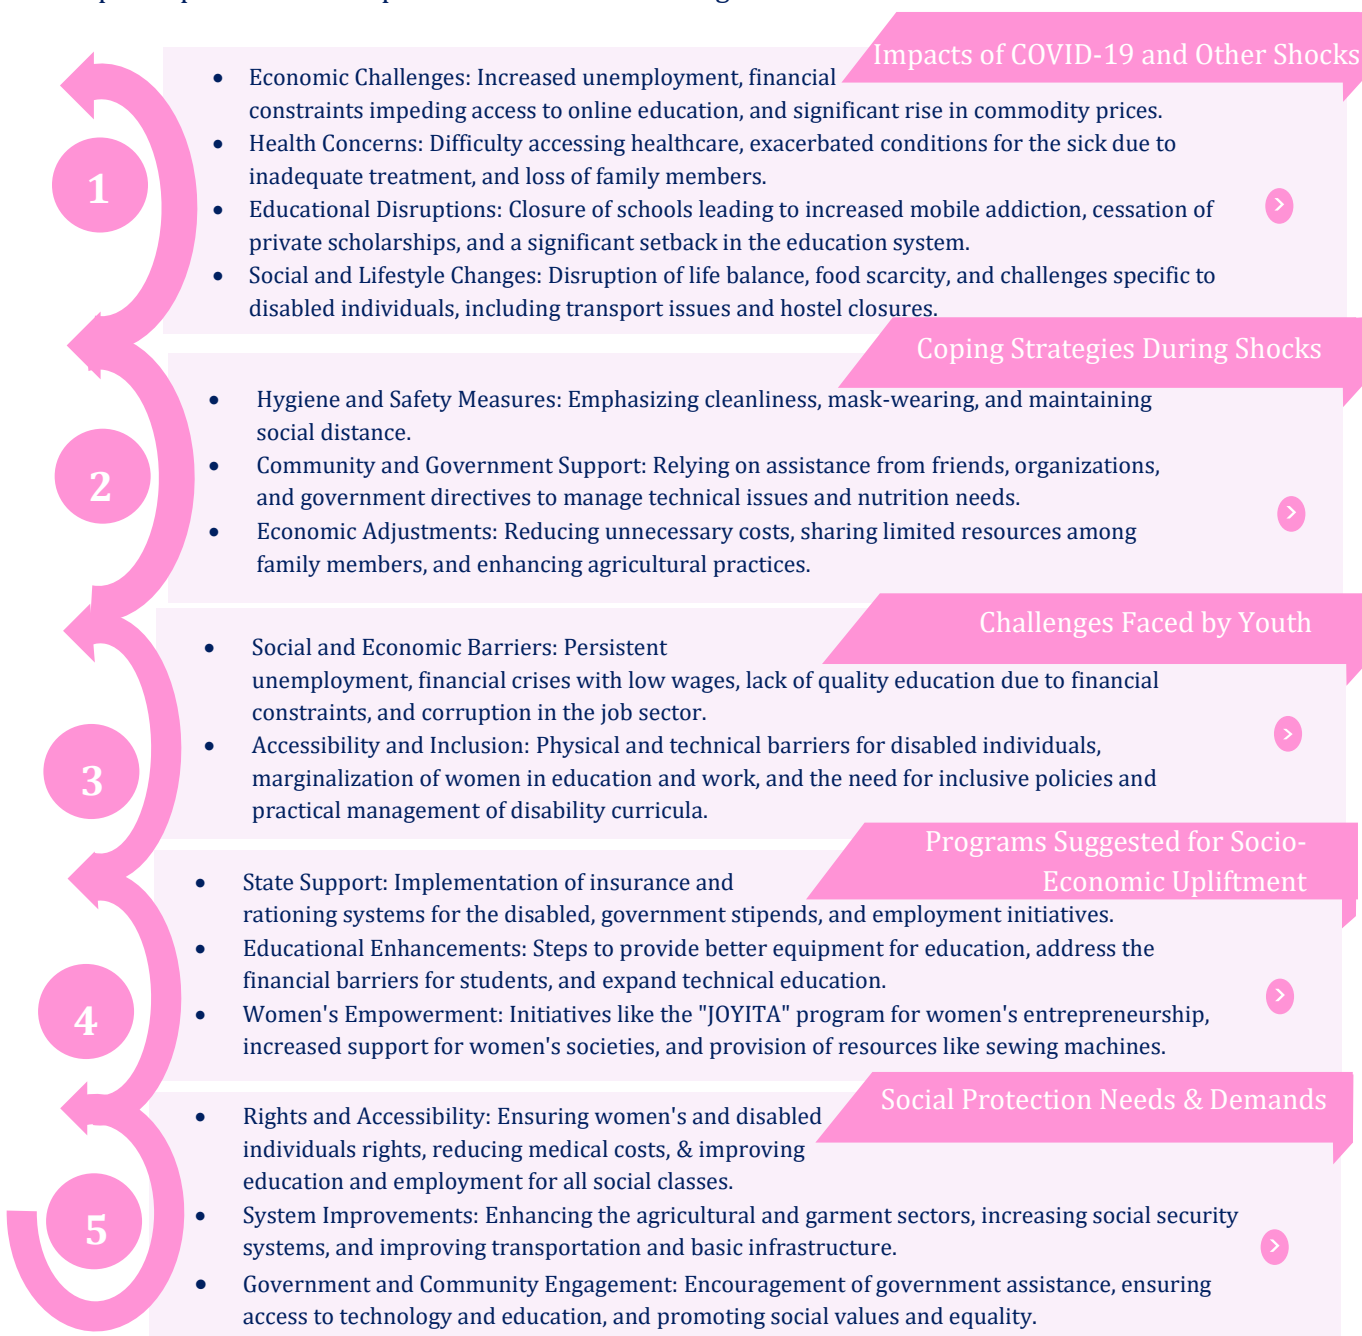 Impacts of COVID-19 and Other Shocks
1
• Economic Challenges: Increased unemployment, financial
constraints impeding access to online education, and significant rise in commodity prices.
• Health Concerns: Difficulty accessing healthcare, exacerbated conditions for the sick due to
inadequate treatment, and loss of family members.
• Educational Disruptions: Closure of schools leading to increased mobile addiction, cessation of
private scholarships, and a significant setback in the education system.
• Social and Lifestyle Changes: Disruption of life balance, food scarcity, and challenges specific to
disabled individuals, including transport issues and hostel closures.
Coping Strategies During Shocks
2
• Hygiene and Safety Measures: Emphasizing cleanliness, mask-wearing, and maintaining
social distance.
• Community and Government Support: Relying on assistance from friends, organizations,
and government directives to manage technical issues and nutrition needs.
• Economic Adjustments: Reducing unnecessary costs, sharing limited resources among
family members, and enhancing agricultural practices.
Challenges Faced by Youth
3
• Social and Economic Barriers: Persistent
unemployment, financial crises with low wages, lack of quality education due to financial
constraints, and corruption in the job sector.
• Accessibility and Inclusion: Physical and technical barriers for disabled individuals,
marginalization of women in education and work, and the need for inclusive policies and
practical management of disability curricula.
Programs Suggested for Socio-
Economic Upliftment
4
• State Support: Implementation of insurance and
rationing systems for the disabled, government stipends, and employment initiatives.
• Educational Enhancements: Steps to provide better equipment for education, address the
financial barriers for students, and expand technical education.
• Women's Empowerment: Initiatives like the "JOYITA" program for women's entrepreneurship,
increased support for women's societies, and provision of resources like sewing machines.
Social Protection Needs & Demands
5
• Rights and Accessibility: Ensuring women's and disabled
individuals rights, reducing medical costs, & improving
education and employment for all social classes.
• System Improvements: Enhancing the agricultural and garment sectors, increasing social security
systems, and improving transportation and basic infrastructure.
• Government and Community Engagement: Encouragement of government assistance, ensuring
access to technology and education, and promoting social values and equality.